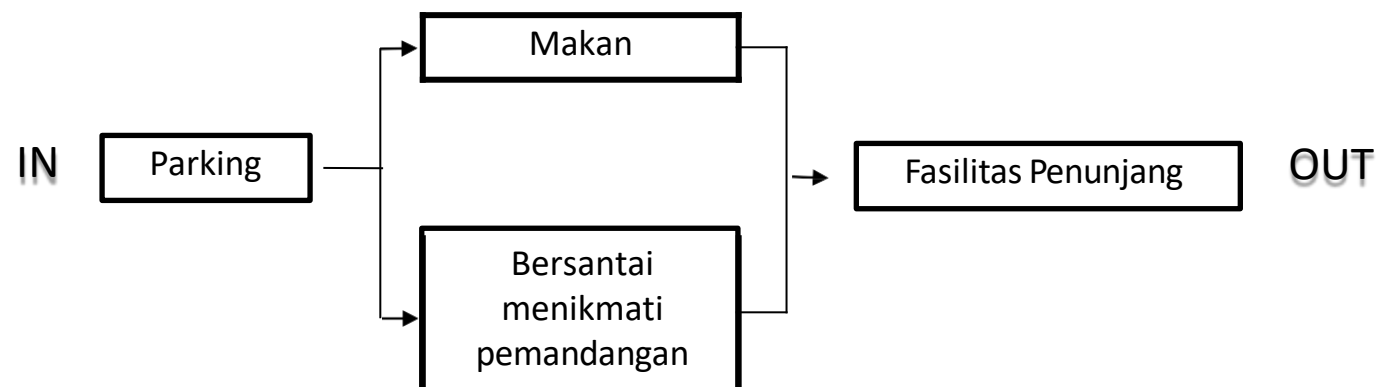 IN
Parking
Makan
Bersantai
menikmati
pemandangan
Fasilitas Penunjang
OUT